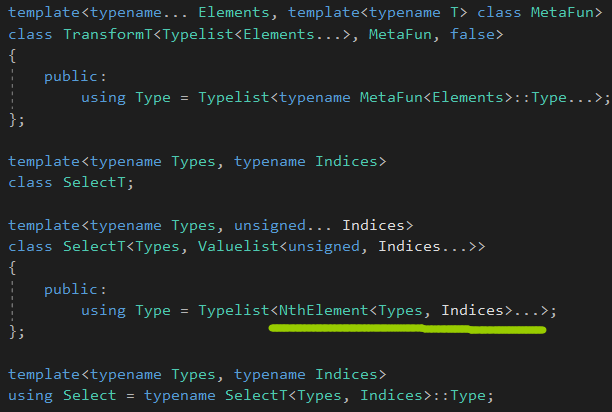 template<typename... Elements, template<typename T> class MetaFun>
class TransformT<Typelist<Elements...>, MetaFun, false>
{
    public:
        using Type = Typelist<typename MetaFun<Elements>::Type...>;
};
template<typename Types, typename Indices>
class SelectT;
template<typename Types, unsigned... Indices>
class SelectT<Types, Valuelist<unsigned, Indices...>>
{
    public:
        using Type = Typelist<NthElement<Types, Indices>...>;
};
template<typename Types, typename Indices>
using Select = typename SelectT<Types, Indices>::Type;